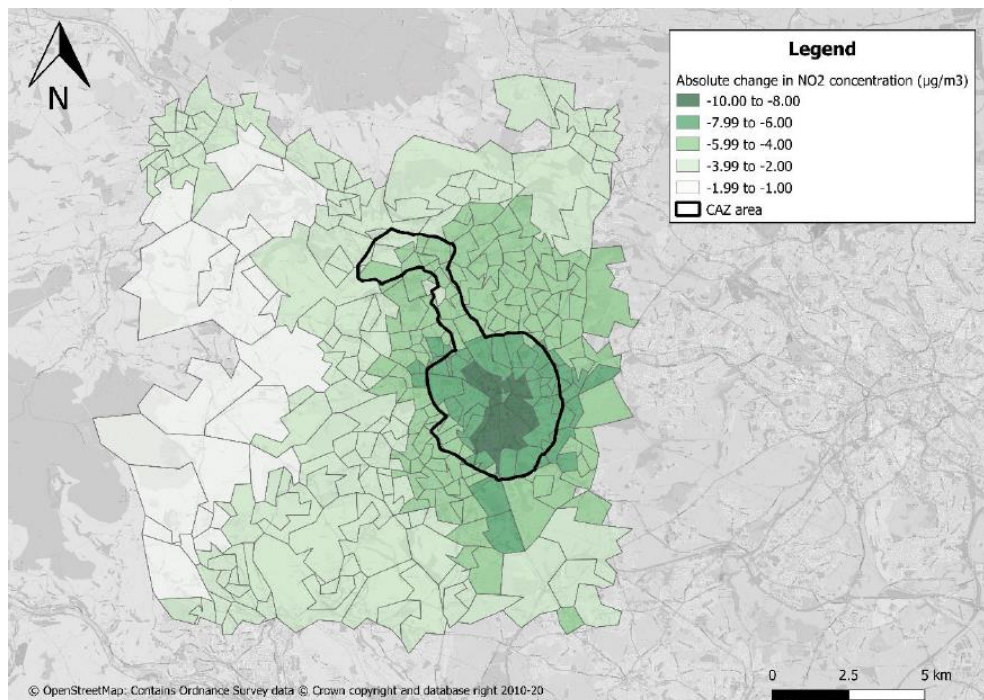 N
Legend
Absolute change in NO2 concentration (µg/m3)
-10.00 to -8.00
-7.99 to -6.00
-5.99 to -4.00
-3.99 to -2.00
-1.99 to -1.00
CAZ area
0 2.5 5 km
© OpenStreetMap: Contains Ordnance Survey data © Crown copyright and database right 2010-20